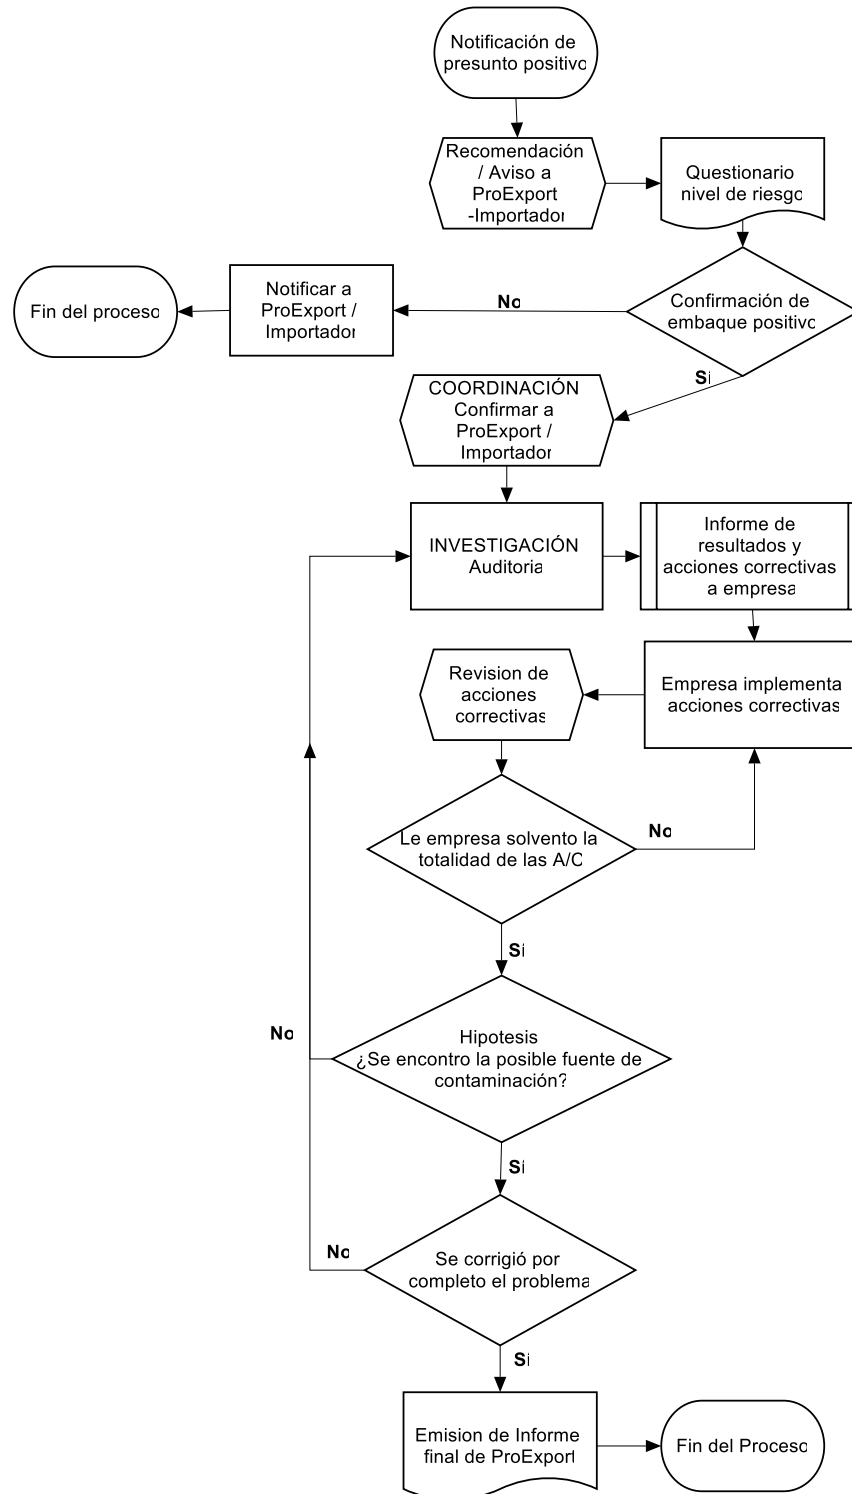 Notificación de
presunto positivo
Recomendación
/ Aviso a
ProExport
-Importador
Questionario
nivel de riesgo
Confirmación de
embaque positivo
No
Notificar a
ProExport /
Importador
Fin del proceso
Si
COORDINACIÓN
Confirmar a
ProExport /
Importador
INVESTIGACIÓN
Auditoria
Informe de
resultados y
acciones correctivas
a empresa
Empresa implementa
acciones correctivas
Revision de
acciones
correctivas
Le empresa solvento la
totalidad de las A/C
No
Si
Hipotesis
¿Se encontro la posible fuente de
contaminación?
No
Si
Se corrigió por
completo el problema
No
Si
Emision de Informe
final de ProExport
Fin del Proceso